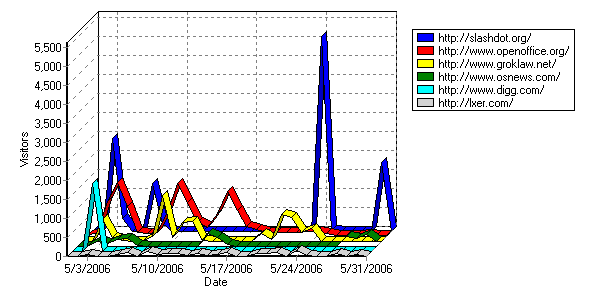 5,500
5,000
4,500
4,000
3,500
3,000
2,500
2,000
1,500
1,000
500
0
Visitors
5/3/2006 5/10/2006 5/17/2006 5/24/2006 5/31/2006
Date
http://slashdot.org/
http://www.openoffice.org/
http://www.groklaw.net/
http://www.osnews.com/
http://www.digg.com/
http://lxer.com/